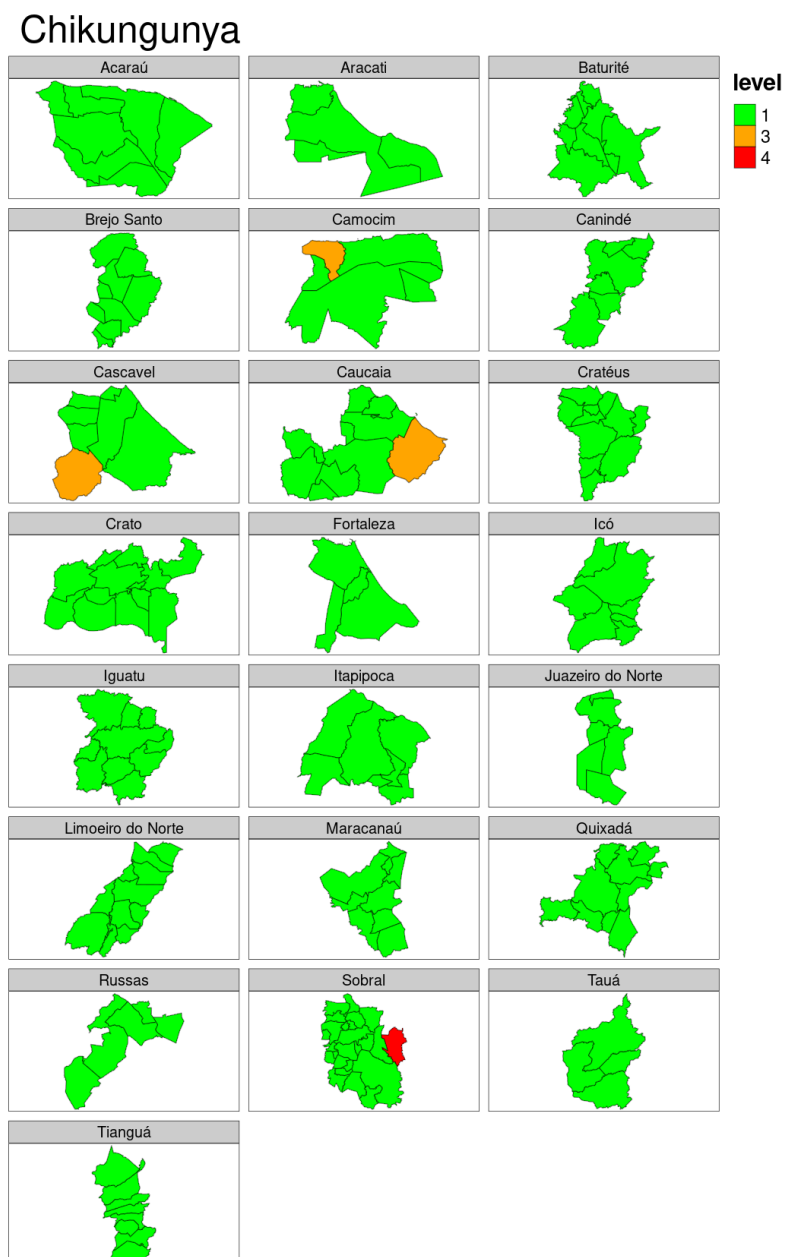 Chikungunya
Acaraú
Aracati
Baturité
level
1
3
4
Brejo Santo
Camocim
Canindé
Cascavel
Caucaia
Cratéus
Crato
Fortaleza
Icó
Iguatu
Itapipoca
Juazeiro do Norte
Limoeiro do Norte
Maracanaú
Quixadá
Russas
Sobral
Tauá
Tianguá